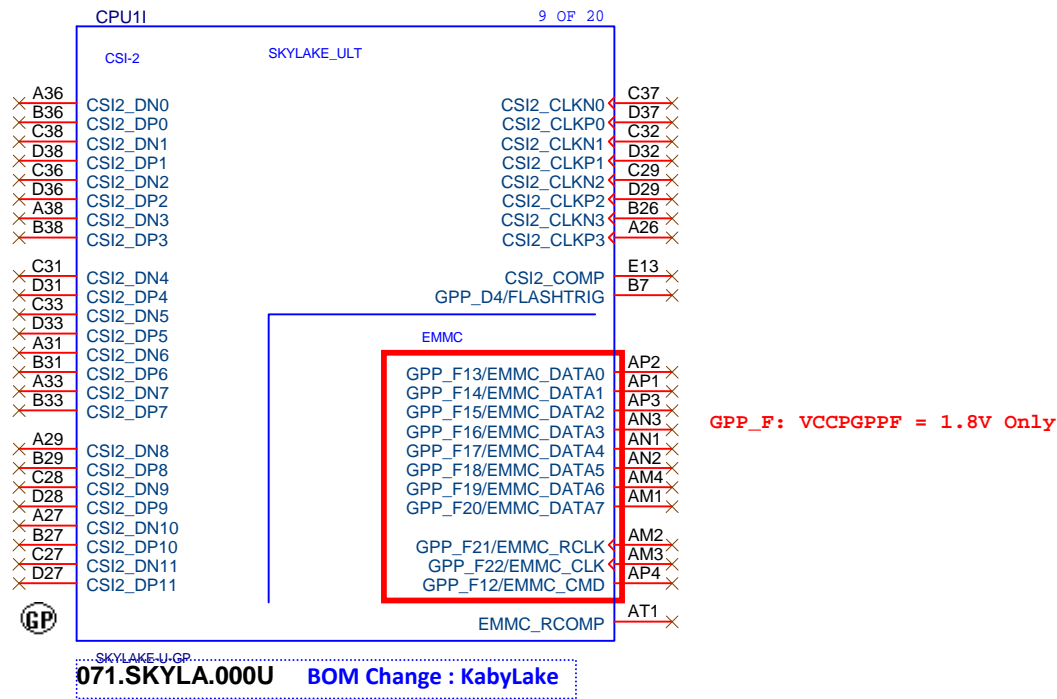 CPU1I 9 OF 20
CSI-2 SKYLAKE_ULT
A36 CSI2_DN0 CSI2_CLKN0 C37
B36 CSI2_DP0 CSI2_CLKP0 D37
C38 CSI2_DN1 CSI2_CLKN1 C32
D38 CSI2_DP1 CSI2_CLKP1 D32
C36 CSI2_DN2 CSI2_CLKN2 C29
D36 CSI2_DP2 CSI2_CLKP2 D29
A38 CSI2_DN3 CSI2_CLKN3 B26
B38 CSI2_DP3 CSI2_CLKP3 A26
C31 CSI2_DN4 CSI2_COMP E13
D31 CSI2_DP4 GPP_D4/FLASHTRIG B7
C33 CSI2_DN5
D33 CSI2_DP5 EMMC
A31 CSI2_DN6
B31 CSI2_DP6 GPP_F13/EMMC_DATA0 AP2
A33 CSI2_DN7 GPP_F14/EMMC_DATA1 AP1
B33 CSI2_DP7 GPP_F15/EMMC_DATA2 AP3
GPP_F16/EMMC_DATA3 AN3
GPP_F: VCCPGPPF = 1.8V Only
A29 CSI2_DN8 GPP_F17/EMMC_DATA4 AN1
B29 CSI2_DP8 GPP_F18/EMMC_DATA5 AN2
C28 CSI2_DN9 GPP_F19/EMMC_DATA6 AM4
D28 CSI2_DP9 GPP_F20/EMMC_DATA7 AM1
A27 CSI2_DN10
B27 CSI2_DP10 GPP_F21/EMMC_RCLK AM2
C27 CSI2_DN11 GPP_F22/EMMC_CLK AM3
D27 CSI2_DP11 GPP_F12/EMMC_CMD AP4
GP
EMMC_RCOMP AT1
SKYLAKE-U-GP
071.SKYLA.000U BOM Change : KabyLake